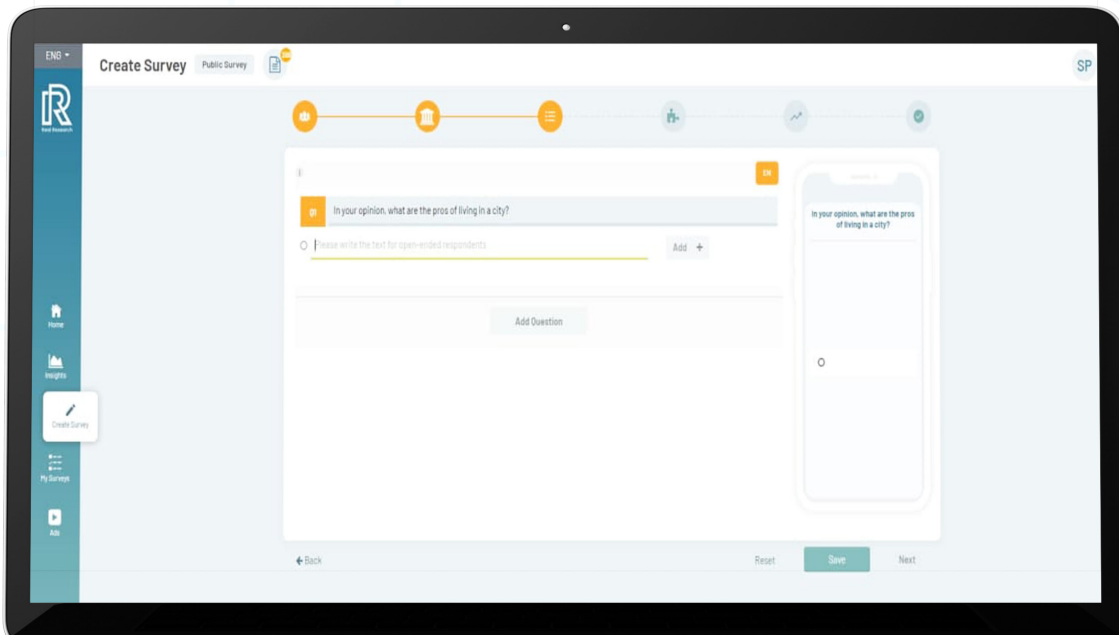 ENG
Create Survey
Public Survey
SP
R
EN
Q1
In your opinion, what are the pros of living in a city?
Please write the text for open-ended respondents
Add +
Add Question
In your opinion, what are the pros
of living in a city?
Home
Insights
Create Survey
My Surveys
Ads
Back
Reset
Save
Next